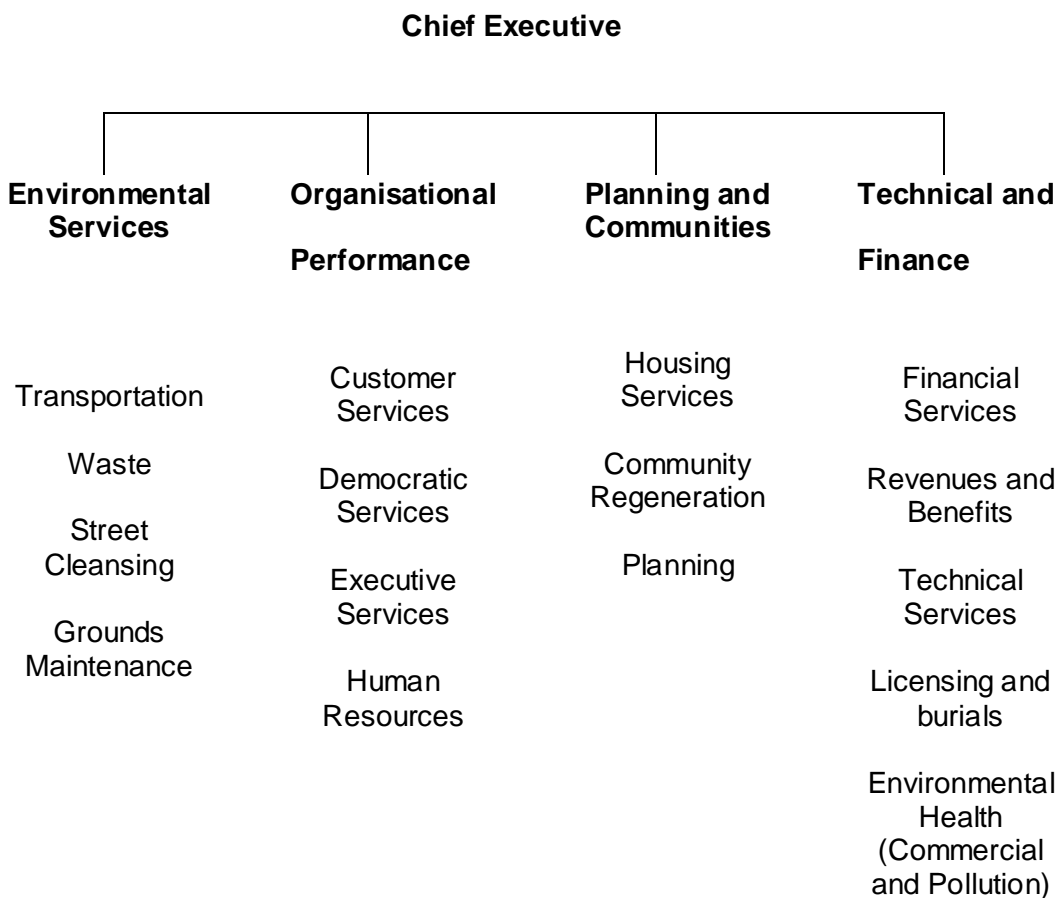 Chief Executive
Environmental
Services
Organisational
Performance
Planning and
Communities
Technical and
Finance
Transportation
Waste
Street
Cleansing
Grounds
Maintenance
Customer
Services
Democratic
Services
Executive
Services
Human
Resources
Housing
Services
Community
Regeneration
Planning
Financial
Services
Revenues and
Benefits
Technical
Services
Licensing and
burials
Environmental
Health
(Commercial
and Pollution)